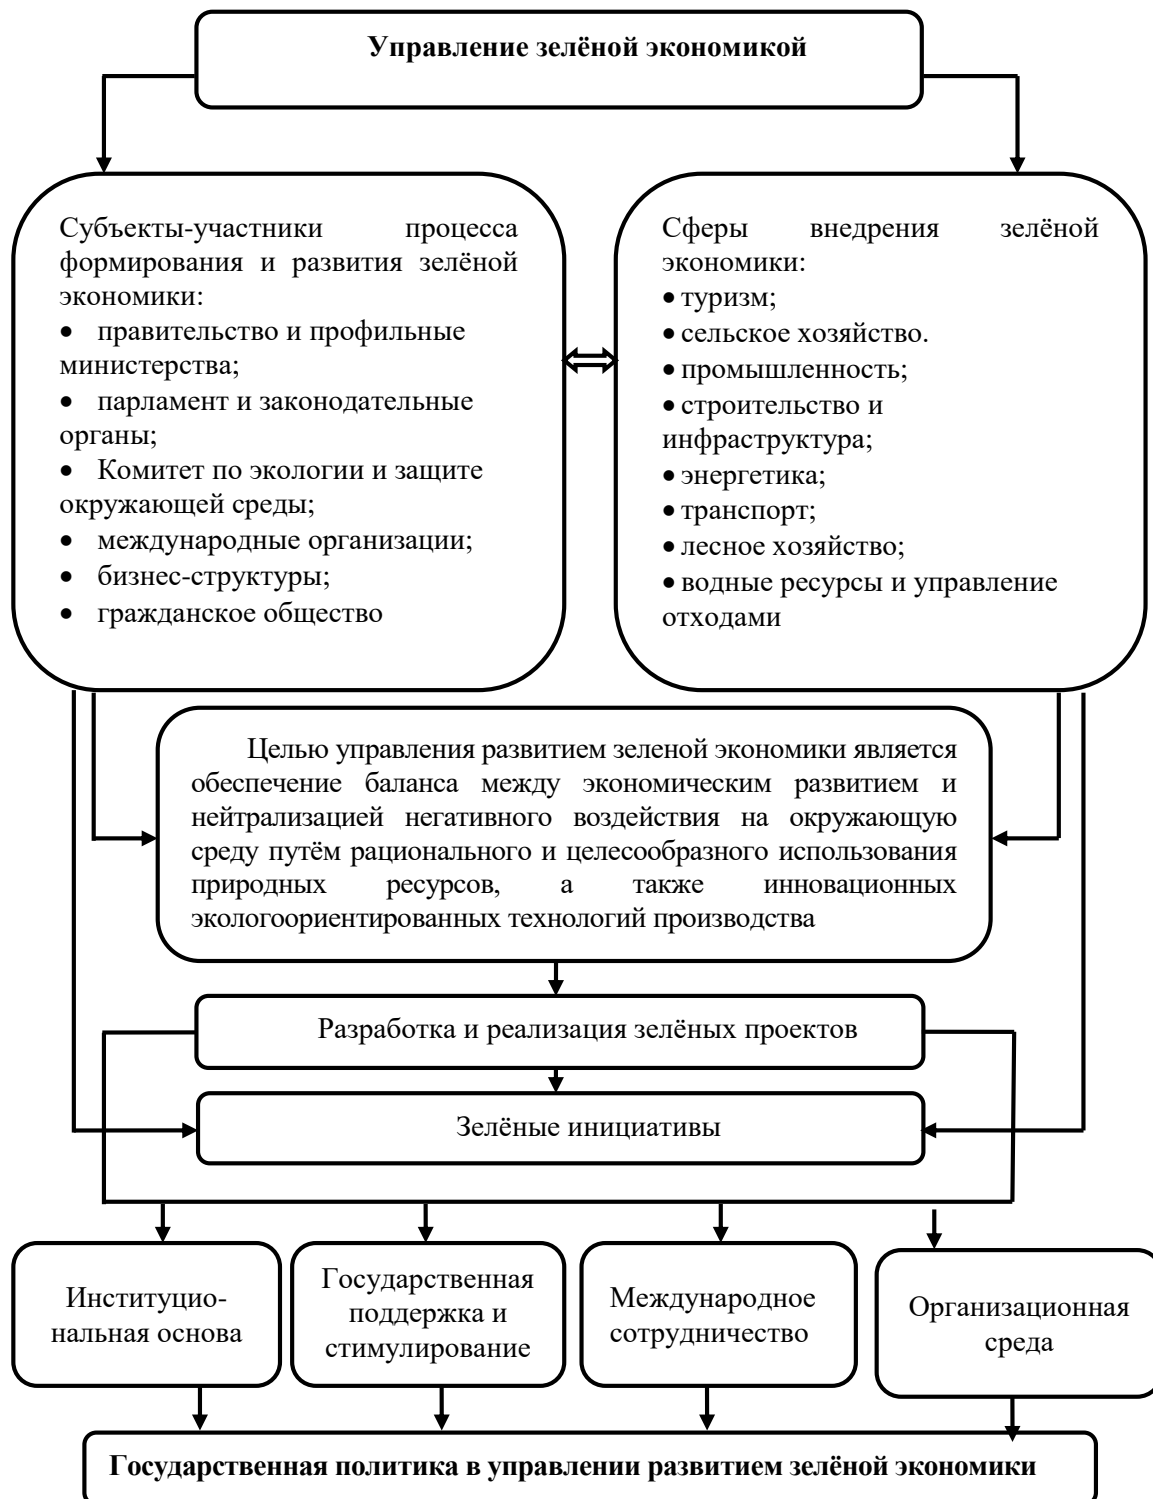 Управление зелёной экономикой
Субъекты-участники процесса
формирования и развития зелёной
экономики:
• правительство и профильные
министерства;
• парламент и законодательные
органы;
• Комитет по экологии и защите
окружающей среды;
• международные организации;
• бизнес-структуры;
• гражданское общество
Сферы внедрения зелёной
экономики:
• туризм;
• сельское хозяйство.
• промышленность;
• строительство и
инфраструктура;
• энергетика;
• транспорт;
• лесное хозяйство;
• водные ресурсы и управление
отходами
Целью управления развитием зеленой экономики является
обеспечение баланса между экономическим развитием и
нейтрализацией негативного воздействия на окружающую
среду путём рационального и целесообразного использования
природных ресурсов, а также инновационных
экологоориентированных технологий производства
Разработка и реализация зелёных проектов
Зелёные инициативы
Институцио-
нальная основа
Государственная
поддержка и
стимулирование
Международное
сотрудничество
Организационная
среда
Государственная политика в управлении развитием зелёной экономики